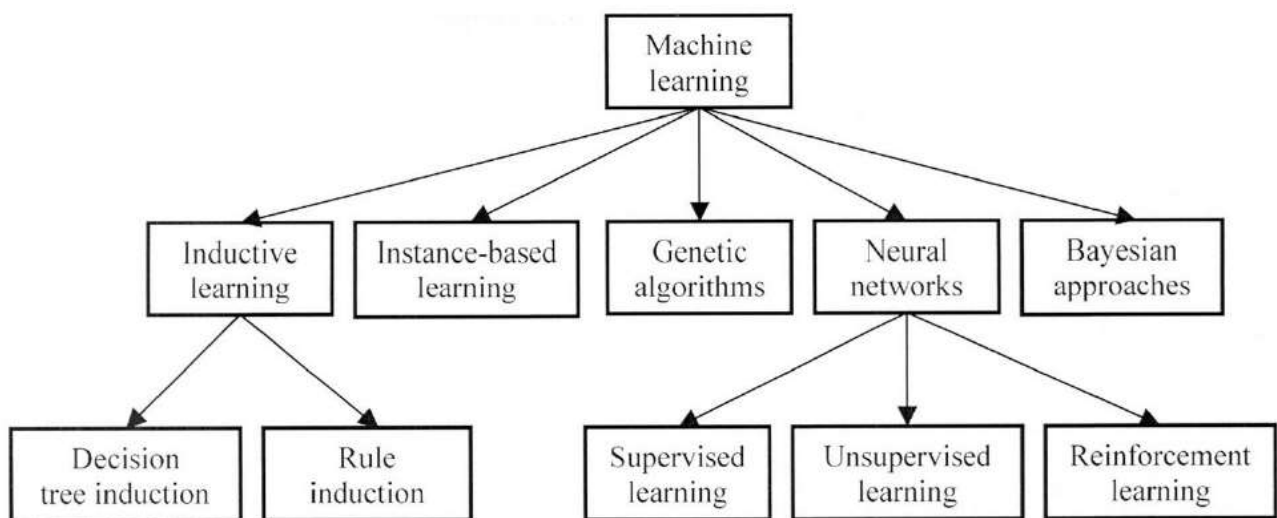 Machine
learning
Inductive
learning
Instance-based
learning
Genetic
algorithms
Neural
networks
Bayesian
approaches
Decision
tree induction
Rule
induction
Supervised
learning
Unsupervised
learning
Reinforcement
learning